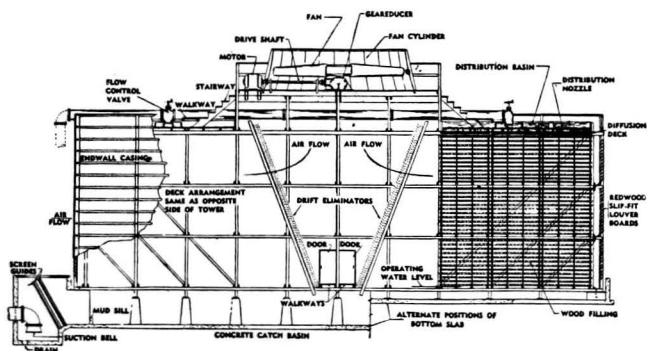 FAN
GEAREDUCER
DRIVE SHAFT
FAN CYLINDER
MOTOR
DISTRIBUTION BASIN
FLOW
CONTROL
VALVE
STAIRWAY
WALKWAY
DISTRIBUTION
NOZZLE
DIFFUSION
DECK
AIR FLOW
AIR FLOW
ENDWALL CASING
DECK ARRANGEMENT
SAME AS OPPOSITE
SIDE OF TOWER
DRIFT ELIMINATORS
REDWOOD
SLIP-FIT
LOUVER
BOARDS
AIR
FLOW
DOOR
DOOR
SCREEN
GUIDES
OPERATING
WATER LEVEL
WALKWAYS
MUD SILL
WOOD FILLING
ALTERNATE POSITIONS OF
BOTTOM SLAB
SUCTION BELL
CONCRETE CATCH BASIN
DRAIN